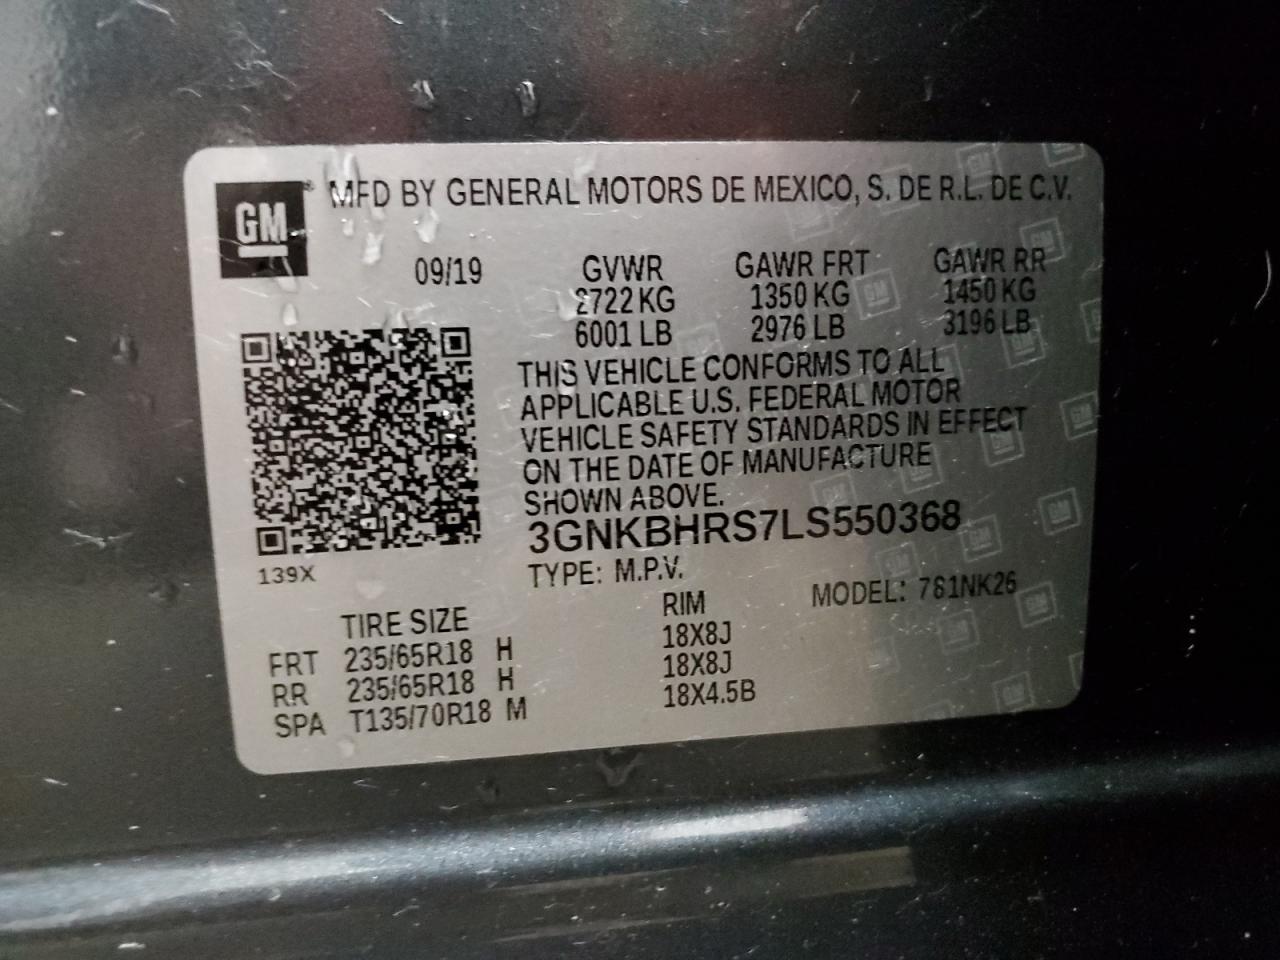 GM® MFD BY GENERAL MOTORS DE MEXICO, S. DE R.L. DE C.V.
09/19 GVWR GAWR FRT GAWR RR
2722 KG 1350 KG 1450 KG
6001 LB 2976 LB 3196 LB
THIS VEHICLE CONFORMS TO ALL
APPLICABLE U.S. FEDERAL MOTOR
VEHICLE SAFETY STANDARDS IN EFFECT
ON THE DATE OF MANUFACTURE
SHOWN ABOVE.
3GNKBHRS7LS550368
139X
TYPE: M.P.V. MODEL: 781NK26
TIRE SIZE RIM
FRT 235/65R18 H 18X8J
RR 235/65R18 H 18X8J
SPA T135/70R18 M 18X4.5B